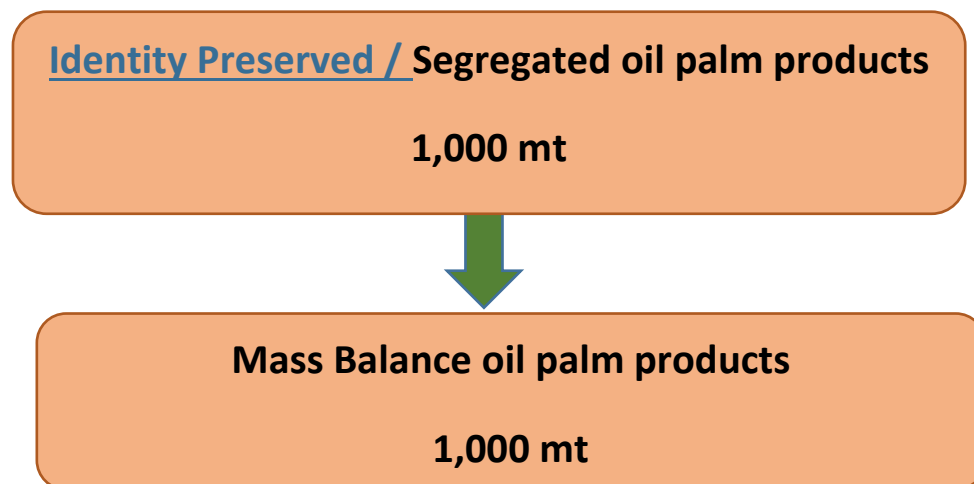 Identity Preserved / Segregated oil palm products
1,000 mt
Mass Balance oil palm products
1,000 mt